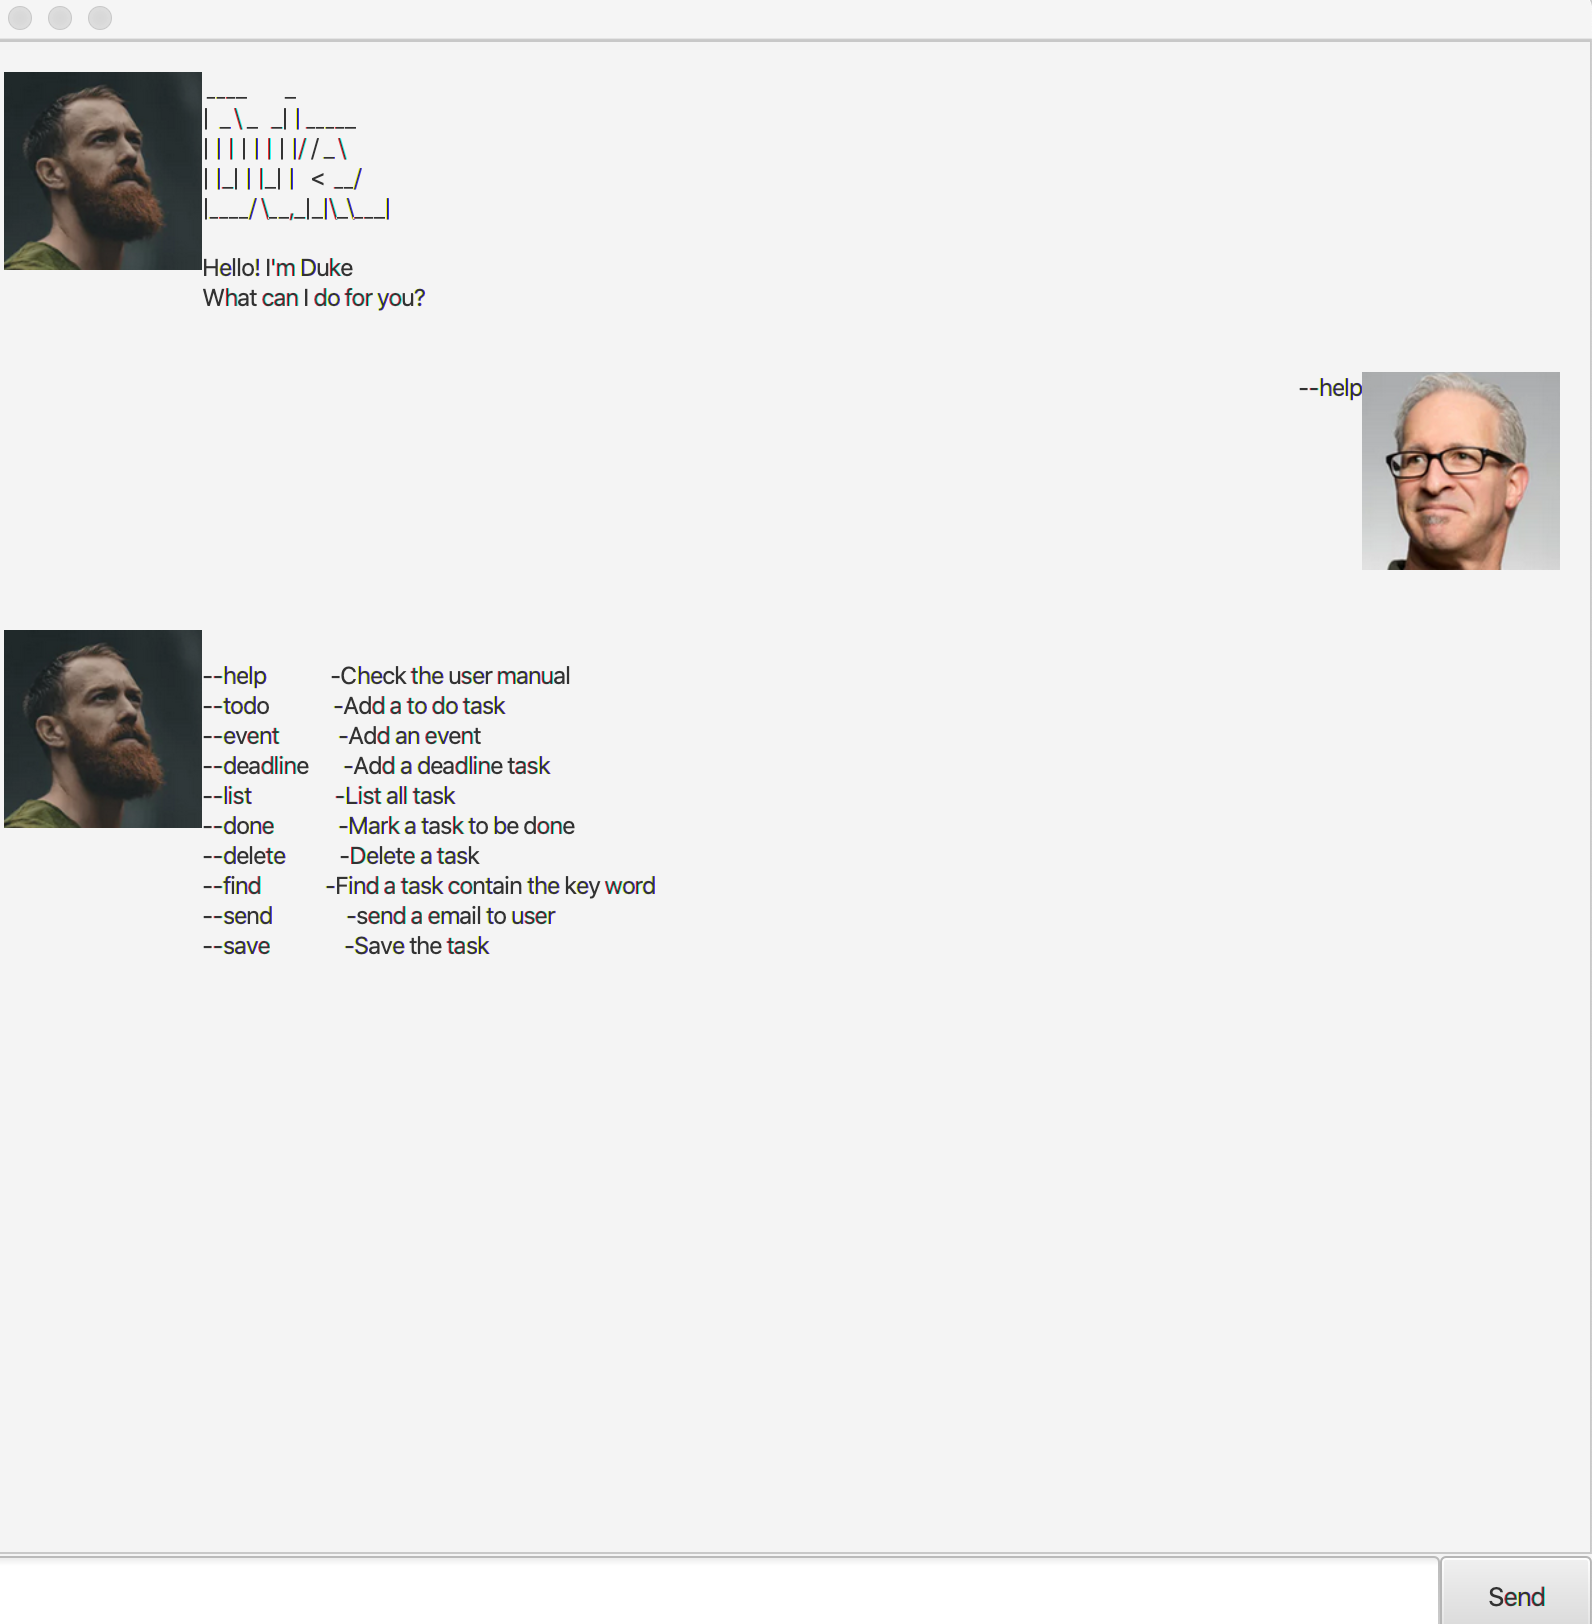 ____        _
|  _ \ _   _| | _____
| | | | | | | |/ / _ \
| |_| | |_| |   <  __/
|____/ \__,_|_|\_\___|
Hello! I'm Duke
What can I do for you?
--help
--help -Check the user manual
--todo -Add a to do task
--event -Add an event
--deadline -Add a deadline task
--list -List all task
--done -Mark a task to be done
--delete -Delete a task
--find -Find a task contain the key word
--send -send a email to user
--save -Save the task
Send